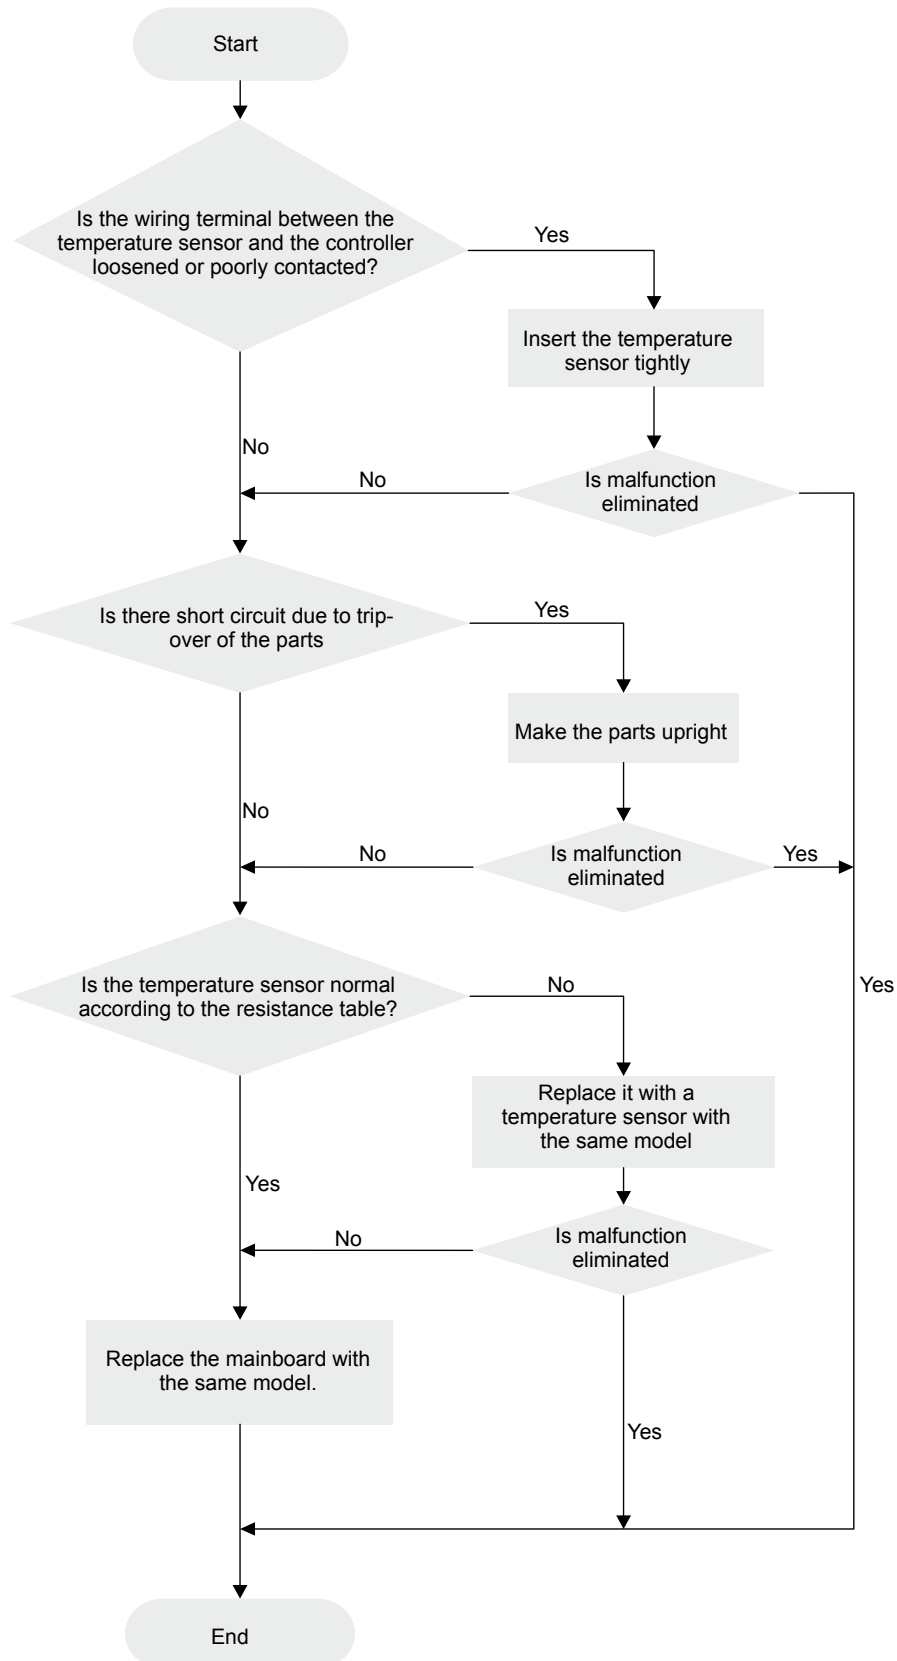 Start
Is the wiring terminal between the
temperature sensor and the controller
loosened or poorly contacted?
Yes
Insert the temperature
sensor tightly
No
No
Is malfunction
eliminated
Is there short circuit due to trip-
over of the parts
Yes
Make the parts upright
No
No
Is malfunction
eliminated
Yes
Is the temperature sensor normal
according to the resistance table?
No
Yes
Replace it with a
temperature sensor with
the same model
Yes
No
Is malfunction
eliminated
Replace the mainboard with
the same model.
Yes
End